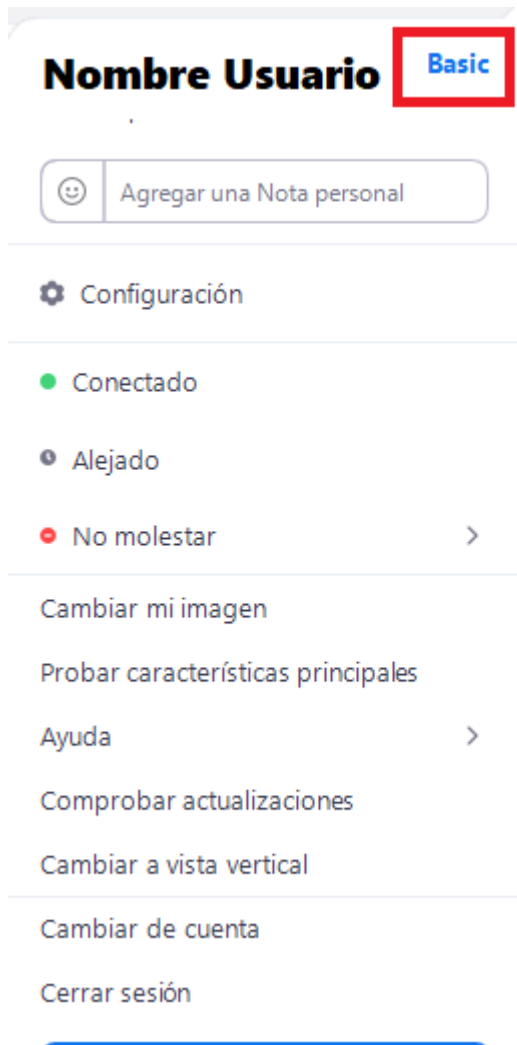 Nombre Usuario Basic
Agregar una Nota personal
Configuración
Conectado
Alejado
No molestar
Cambiar mi imagen
Probar características principales
Ayuda
Comprobar actualizaciones
Cambiar a vista vertical
Cambiar de cuenta
Cerrar sesión